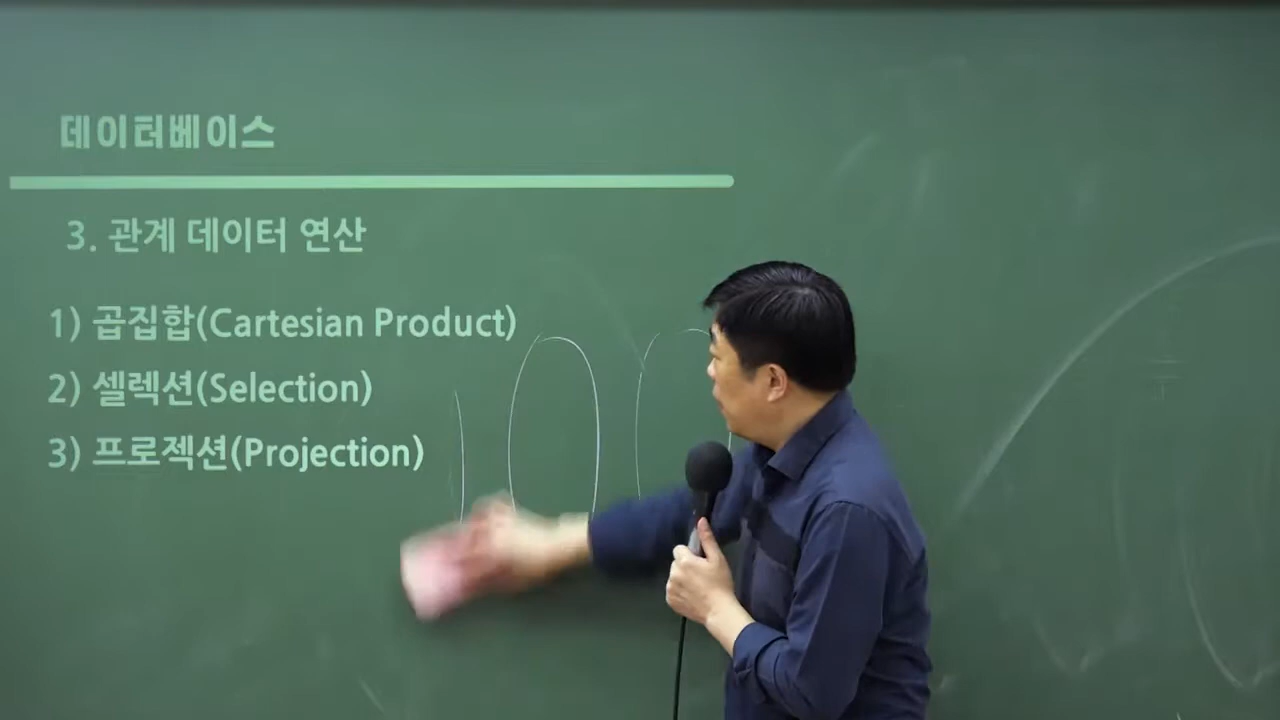 데이터베이스
3. 관계 데이터 연산
1) 곱집합(Cartesian Product)
2) 셀렉션(Selection)
3) 프로젝션(Projection)